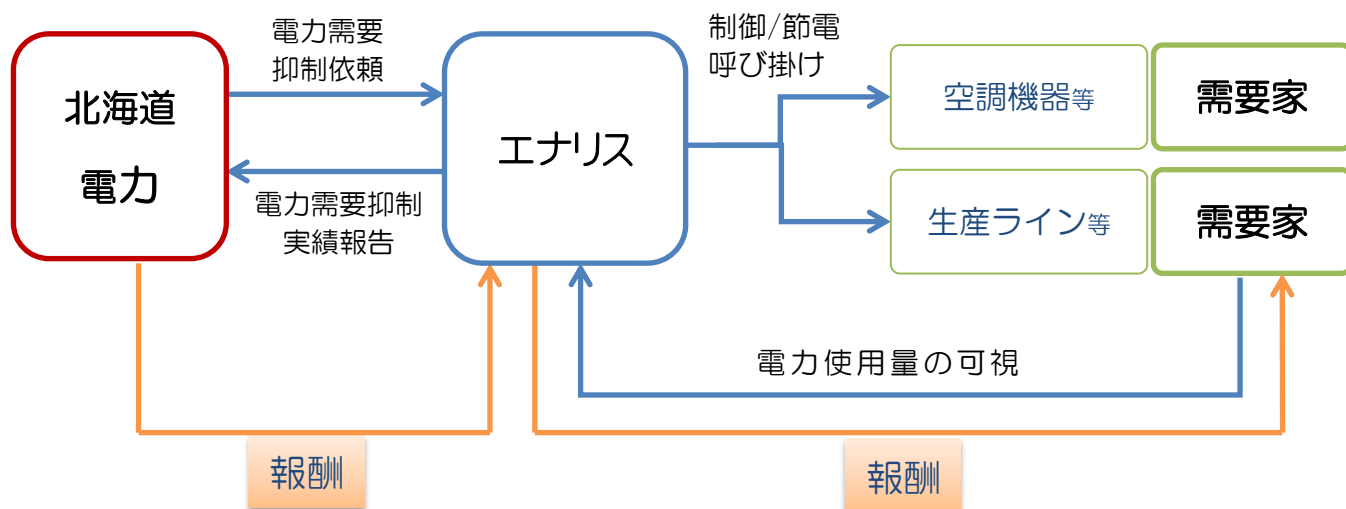 電力需要
抑制依頼
制御/節電
呼び掛け
北海道
電力
エナリス
空調機器等
需要家
電力需要抑制
実績報告
生産ライン等
需要家
電力使用量の可視
報酬
報酬